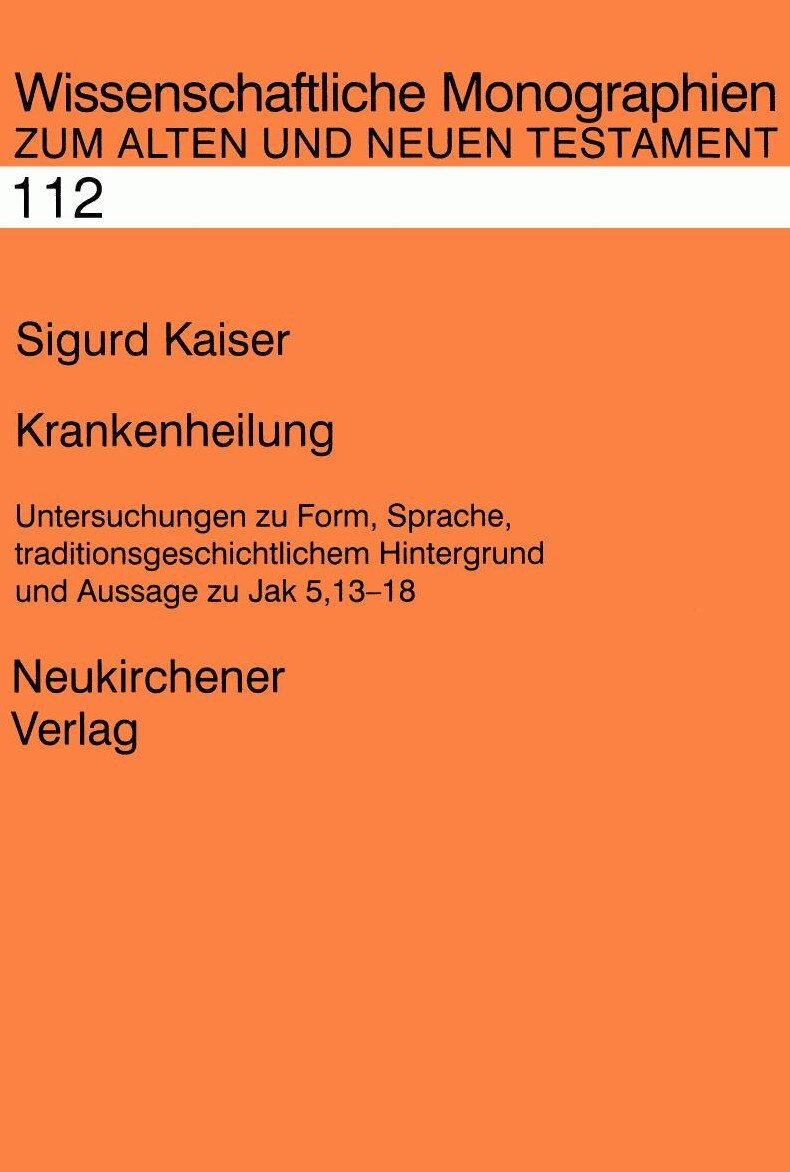 Wissenschaftliche Monographien
ZUM ALTEN UND NEUEN TESTAMENT
112
Sigurd Kaiser
Krankenheilung
Untersuchungen zu Form, Sprache,
traditionsgeschichtlichem Hintergrund
und Aussage zu Jak 5,13–18
Neukirchener
Verlag